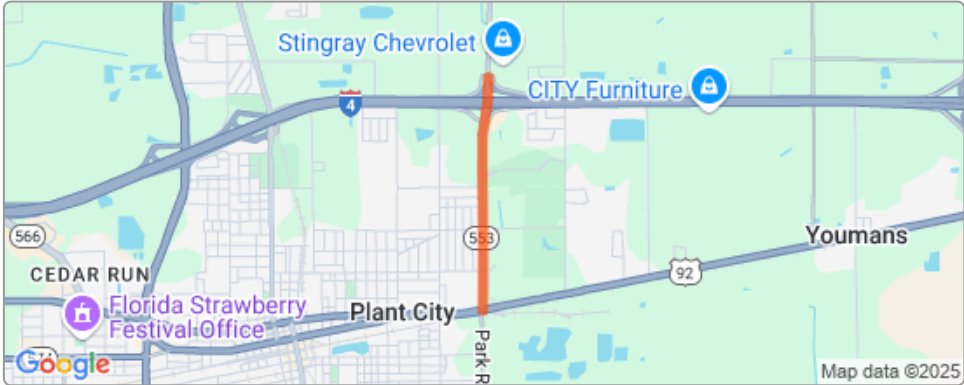 Stingray Chevrolet
CITY Furniture
4
566
553
Youmans
92
CEDAR RUN
Florida Strawberry
Festival Office
Plant City
Park R
Google
Map data ©2025